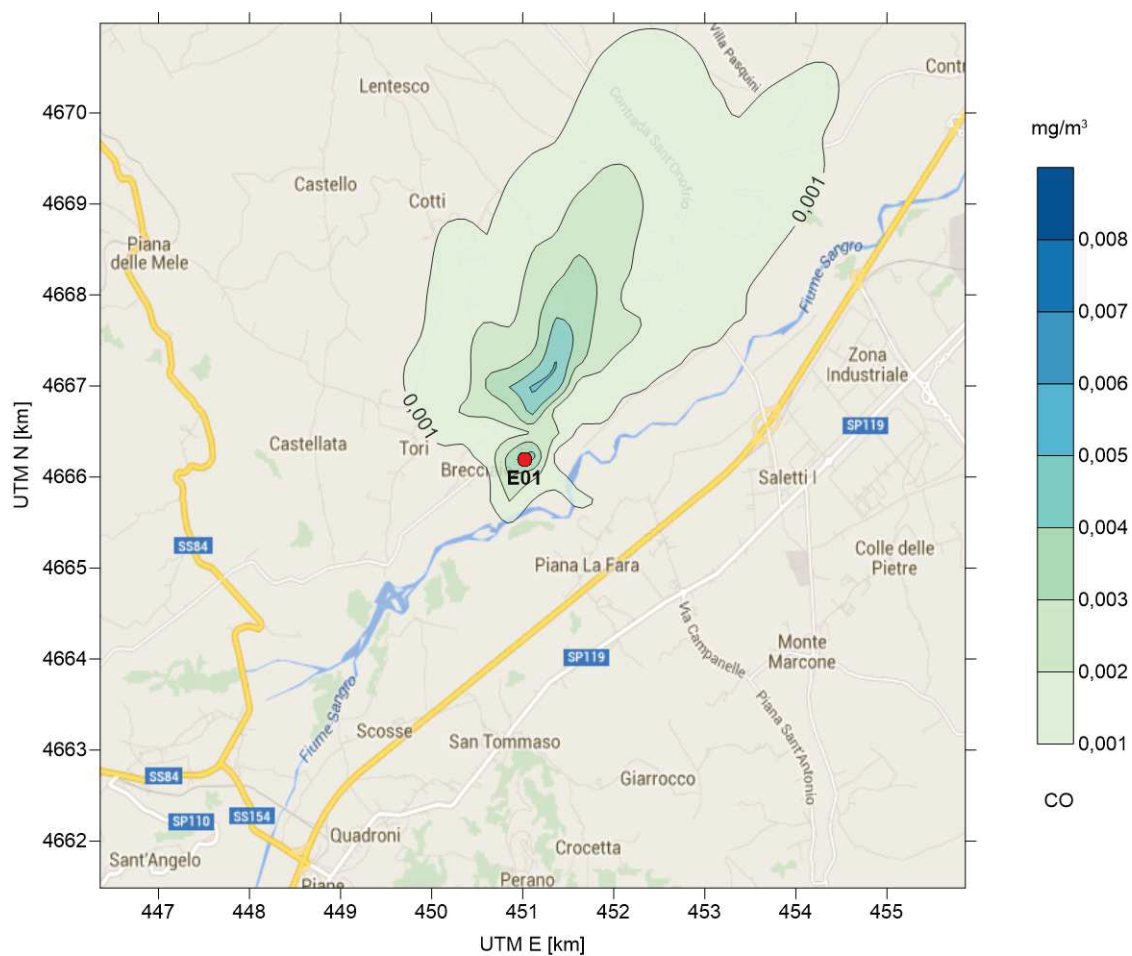 Villa Pasquini
Contr
Lentesco
Contrada Sant'Onofrio
4670
mg/m³
Castello
Cotti
4669
0,001
Piana
delle Mele
Fiume Sangro
0,008
4668
0,007
Zona
Industriale
0,006
4667
0,001
SP119
0,005
Castellata
Tori
UTM N [km]
Brecci
4666
E01
Saletti I
0,004
SS84
Colle delle
Pietre
4665
Piana La Fara
0,003
Via Campanelle
Monte
Marcone
4664
SP119
0,002
Fiume Sangro
Piana Sant'Antonio
Scosse
San Tommaso
4663
0,001
SS84
Giarrocco
CO
SP110
SS154
Quadroni
4662
Crocetta
Sant'Angelo
Perano
Piane
447
448
449
450
451
452
453
454
455
UTM E [km]